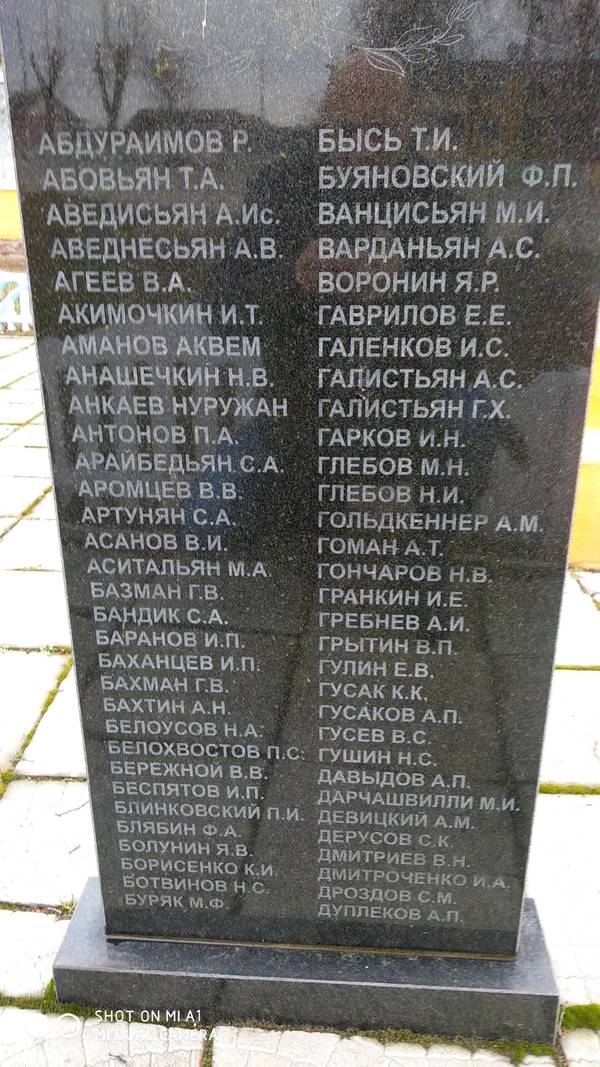 АБДУРАИМОВ Р.
АБОВЬЯН Т.А.
АВЕДИСЬЯН А.Ис.
АВЕДНЕСЬЯН А.В.
АГЕЕВ В.А.
АКИМОЧКИН И.Т.
АМАНОВ АКВЕМ
АНАШЕЧКИН Н.В.
АНКАЕВ НУРУЖАН
АНТОНОВ П.А.
АРАЙБЕДЬЯН С.А.
АРОМЦЕВ В.В.
АРТУНЯН С.А.
АСАНОВ В.И.
АСИТАЛЬЯН М.А.
БАЗМАН Г.В.
БАНДИК С.А.
БАРАНОВ И.П.
БАХАНЦЕВ И.П.
БАХМАН Г.В.
БАХТИН А.Н.
БЕЛОУСОВ Н.А.
БЕЛОХВОСТОВ П.С.
БЕРЕЖНОЙ В.В.
БЕСПЯТОВ И.П.
БЛИНКОВСКИЙ П.И.
БЛЯБИН Ф.А.
БОЛУНИН Я.В.
БОРИСЕНКО К.И.
БОТВИНОВ Н.С.
БУРЯК М.Ф.
БЫСЬ Т.И.
БУЯНОВСКИЙ Ф.П.
ВАНЦИСЬЯН М.И.
ВАРДАНЬЯН А.С.
ВОРОНИН Я.Р.
ГАВРИЛОВ Е.Е.
ГАЛЕНКОВ И.С.
ГАЛИСТЬЯН А.С.
ГАЛИСТЬЯН Г.Х.
ГАРКОВ И.Н.
ГЛЕБОВ М.Н.
ГЛЕБОВ Н.И.
ГОЛЬДКЕННЕР А.М.
ГОМАН А.Т.
ГОНЧАРОВ Н.В.
ГРАНКИН И.Е.
ГРЕБНЕВ А.И.
ГРЫТИН В.П.
ГУЛИН Е.В.
ГУСАК К.К.
ГУСАКОВ А.П.
ГУСЕВ В.С.
ГУШИН Н.С.
ДАВЫДОВ А.П.
ДАРЧАШВИЛЛИ М.И.
ДЕВИЦКИЙ А.М.
ДЕРУСОВ С.К.
ДМИТРИЕВ В.Н.
ДМИТРОЧЕНКО И.А.
ДРОЗДОВ С.М.
ДУПЛЕКОВ А.П.
SHOT ON MI A1
MI DUAL CAMERA